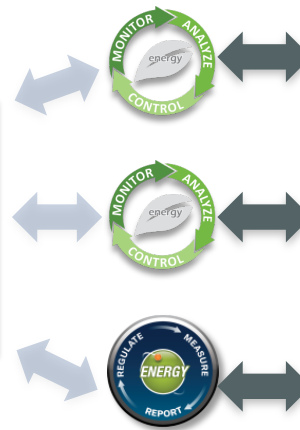 MONITOR
ANALYZE
energy
CONTROL
MONITOR
ANALYZE
energy
CONTROL
REGULATE
MEASURE
ENERGY
REPORT